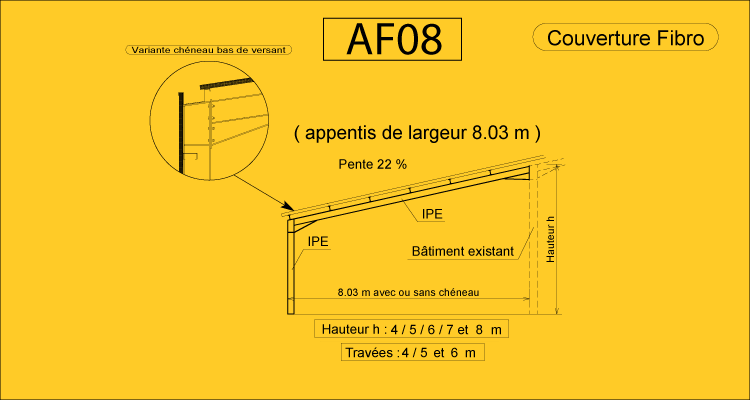 AF08
Couverture Fibro
Variante chéneau bas de versant
( appentis de largeur 8.03 m )
Pente 22 %
IPE
IPE
Bâtiment existant
Hauteur h
8.03 m avec ou sans chéneau
Hauteur h : 4 / 5 / 6 / 7 et 8 m
Travées : 4 / 5 et 6 m